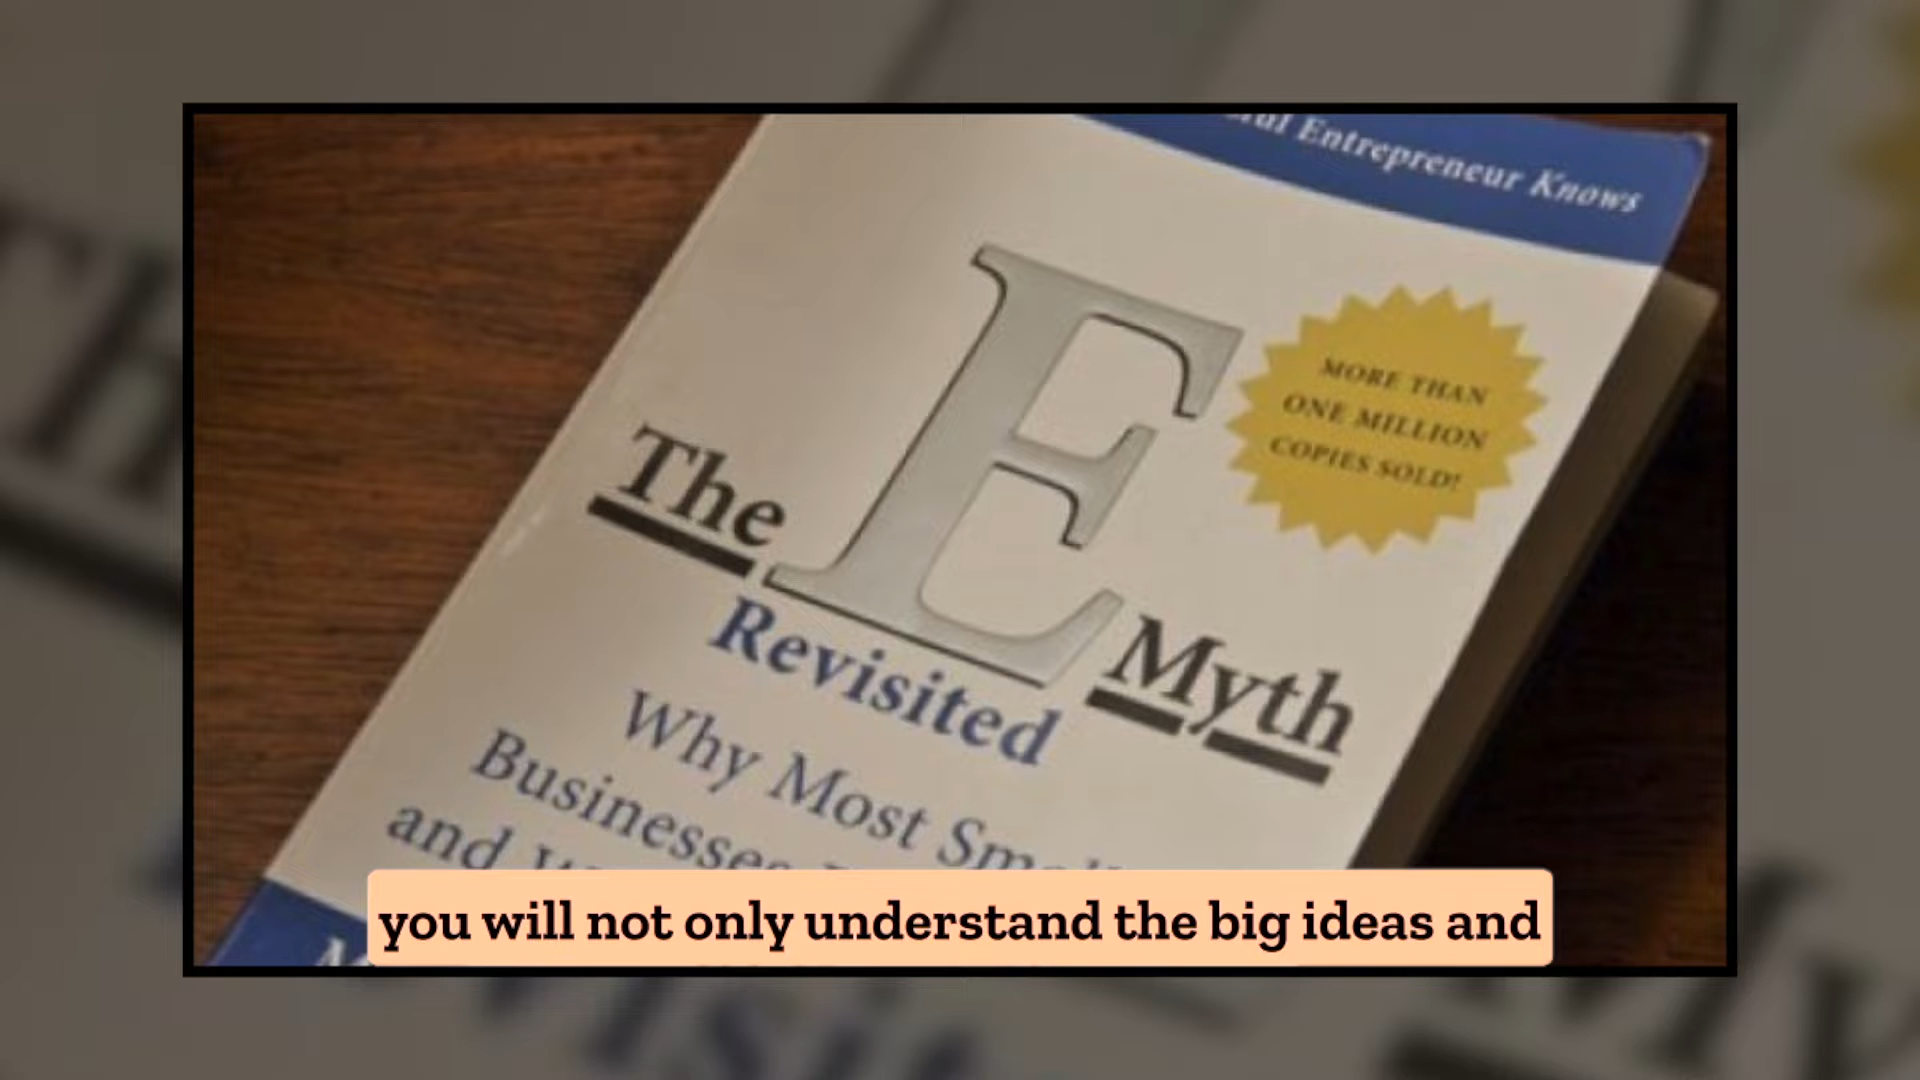 Entrepreneur Knows
MORE THAN
ONE MILLION
COPIES SOLD!
The E Myth
Revisited
Why Most
Businesses
and
you will not only understand the big ideas and